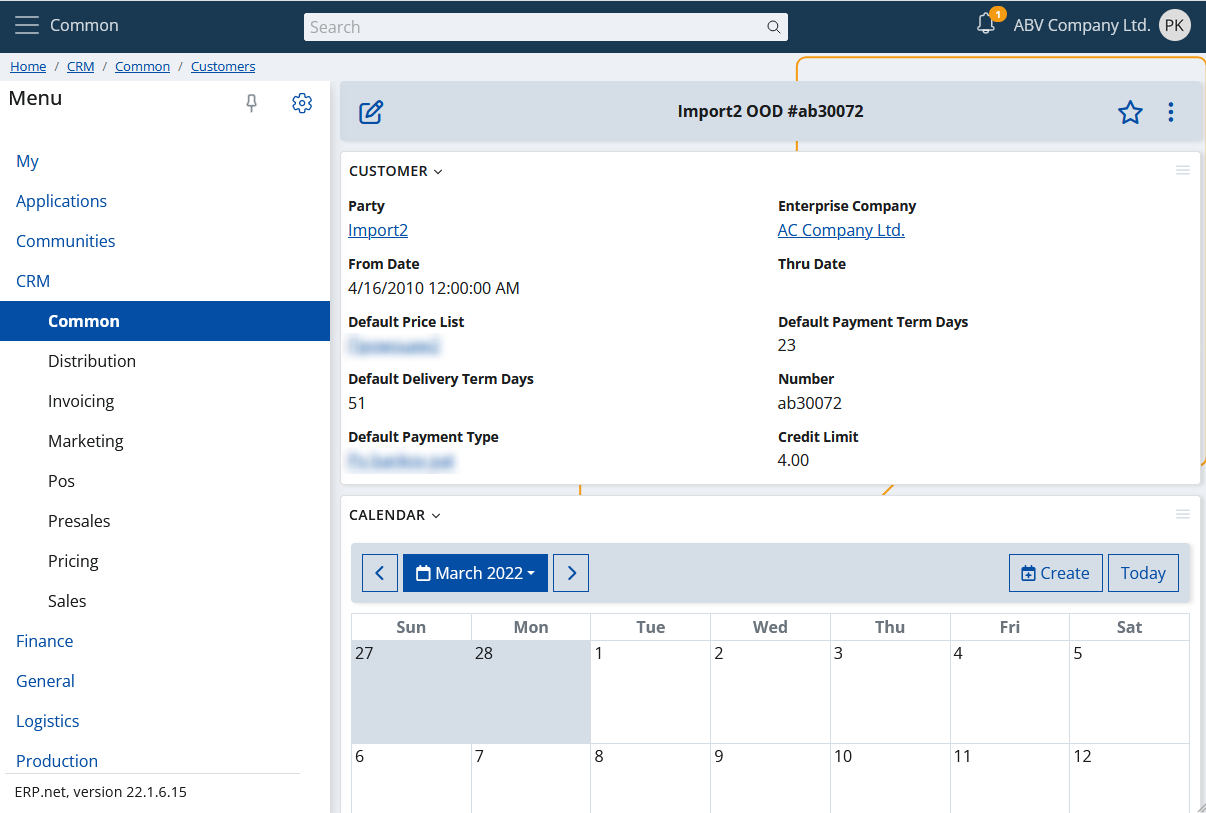 Common
Search
1
ABV Company Ltd.
PK
Home / CRM / Common / Customers
Menu
My
Applications
Communities
CRM
Common
Distribution
Invoicing
Marketing
Pos
Presales
Pricing
Sales
Finance
General
Logistics
Production
ERP.net, version 22.1.6.15
Import2 OOD #ab30072
CUSTOMER
Party
Import2
Enterprise Company
AC Company Ltd.
From Date
4/16/2010 12:00:00 AM
Thru Date
Default Price List
Default Payment Term Days
23
Default Delivery Term Days
51
Number
ab30072
Default Payment Type
Credit Limit
4.00
CALENDAR
March 2022
Create
Today
Sun Mon Tue Wed Thu Fri Sat
27 28 1 2 3 4 5
6 7 8 9 10 11 12